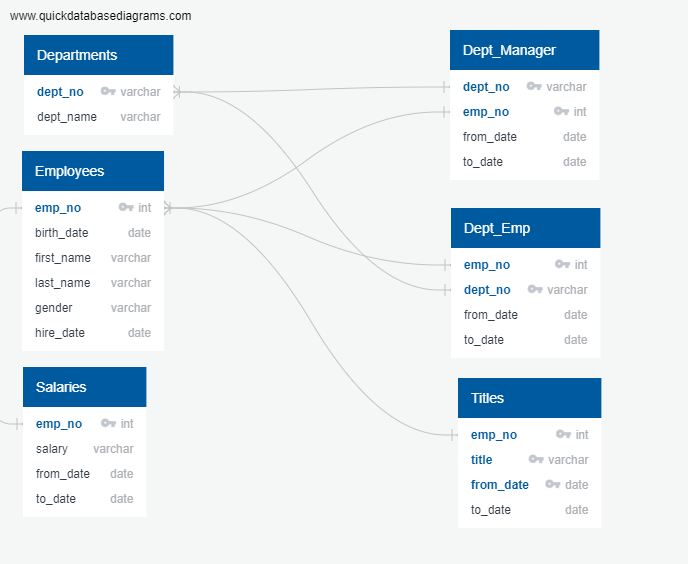 www.quickdatabasediagrams.com
Departments
dept_no varchar
dept_name varchar
Employees
emp_no int
birth_date date
first_name varchar
last_name varchar
gender varchar
hire_date date
Salaries
emp_no int
salary varchar
from_date date
to_date date
Dept_Manager
dept_no varchar
emp_no int
from_date date
to_date date
Dept_Emp
emp_no int
dept_no varchar
from_date date
to_date date
Titles
emp_no int
title varchar
from_date date
to_date date